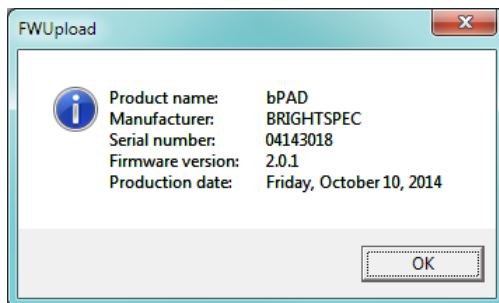 FWUpload
Product name: bPAD
Manufacturer: BRIGHTSPEC
Serial number: 04143018
Firmware version: 2.0.1
Production date: Friday, October 10, 2014
OK